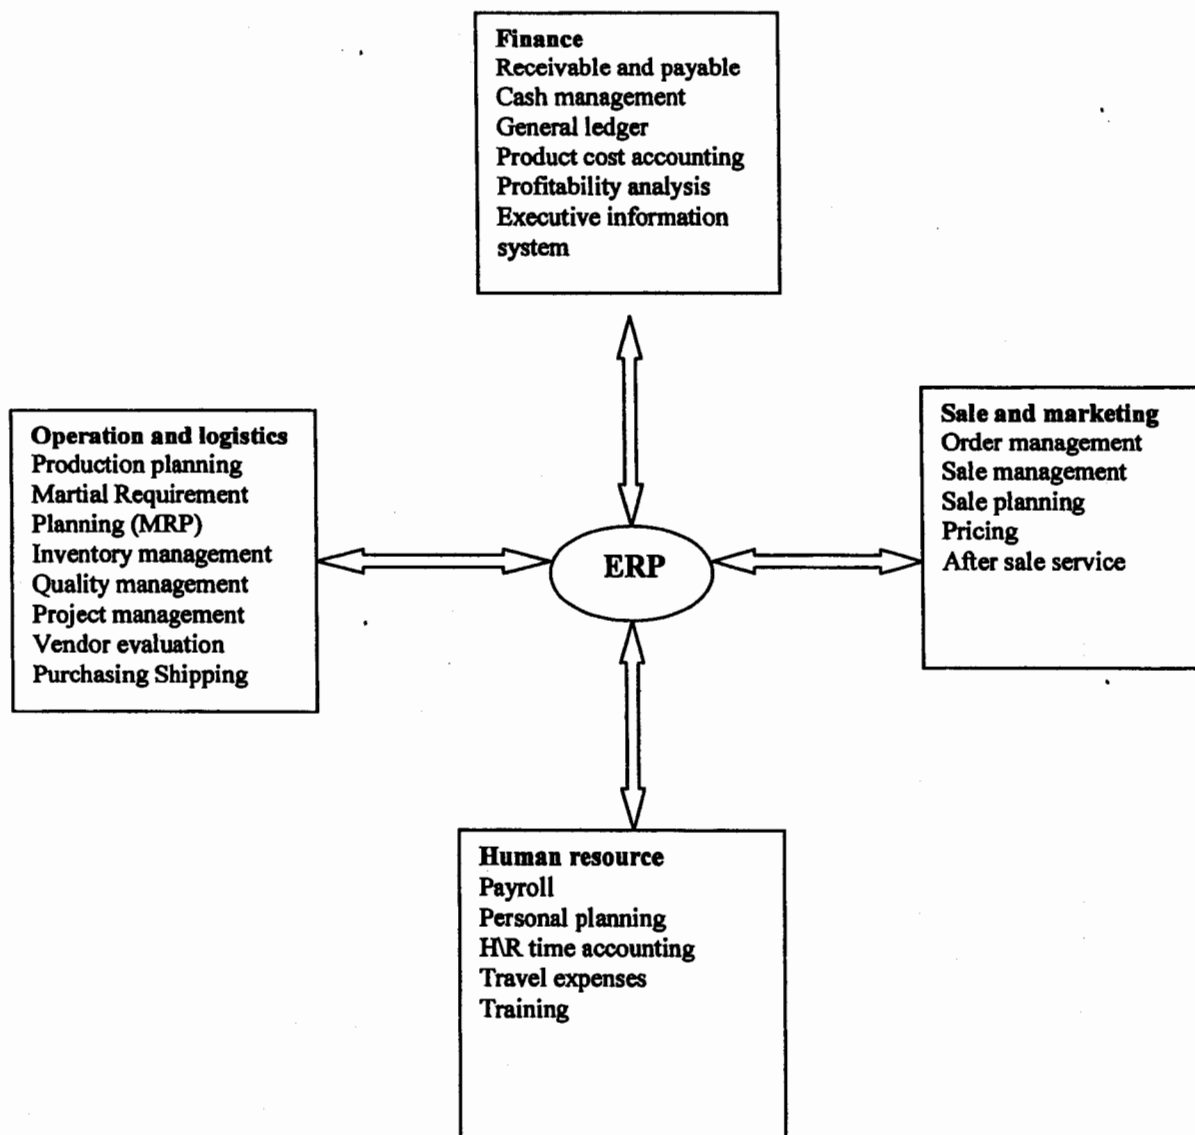 Finance
Receivable and payable
Cash management
General ledger
Product cost accounting
Profitability analysis
Executive information
system
Operation and logistics
Production planning
Martial Requirement
Planning (MRP)
Inventory management
Quality management
Project management
Vendor evaluation
Purchasing Shipping
ERP
Sale and marketing
Order management
Sale management
Sale planning
Pricing
After sale service
Human resource
Payroll
Personal planning
H\R time accounting
Travel expenses
Training